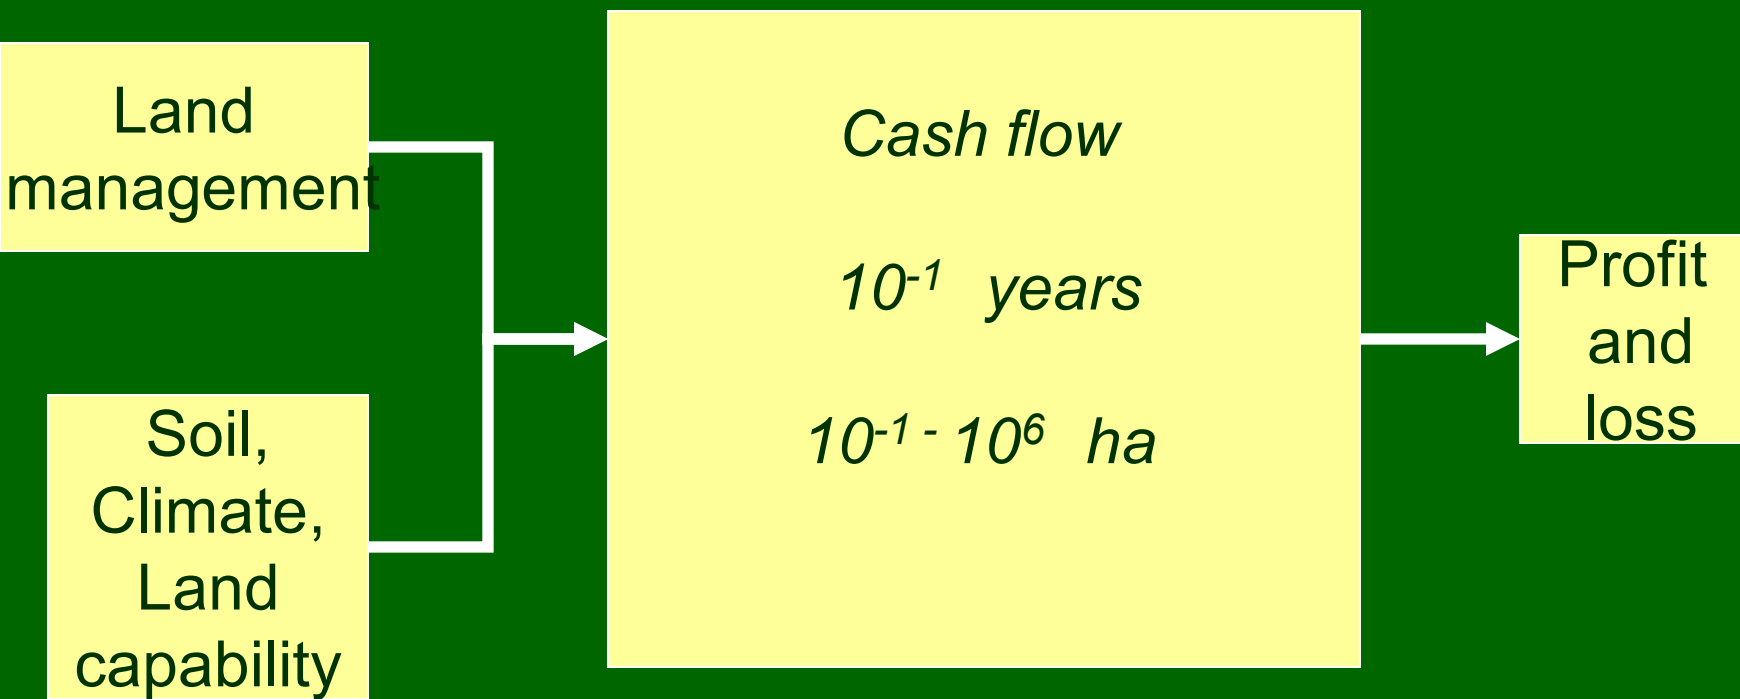 Land
management
Soil,
Climate,
Land
capability
Cash flow
10⁻¹ years
10⁻¹ - 10⁶ ha
Profit
and
loss